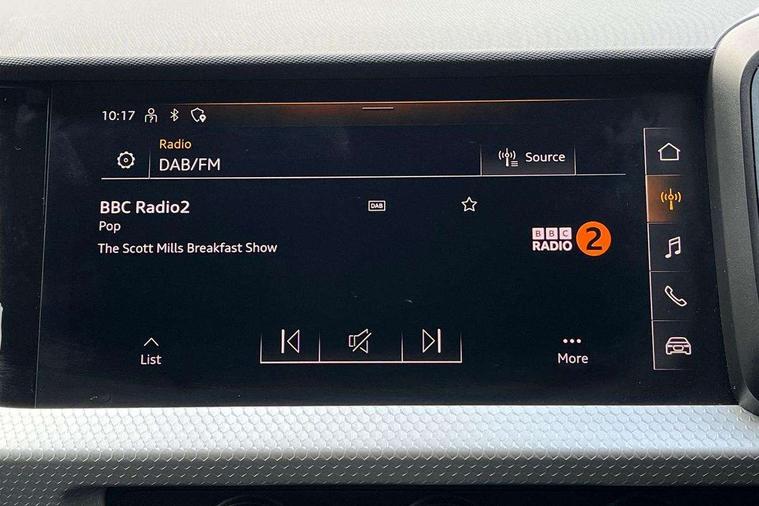 10:17
Radio
DAB/FM
Source
BBC Radio2
DAB
Pop
The Scott Mills Breakfast Show
BBC
RADIO 2
List
More